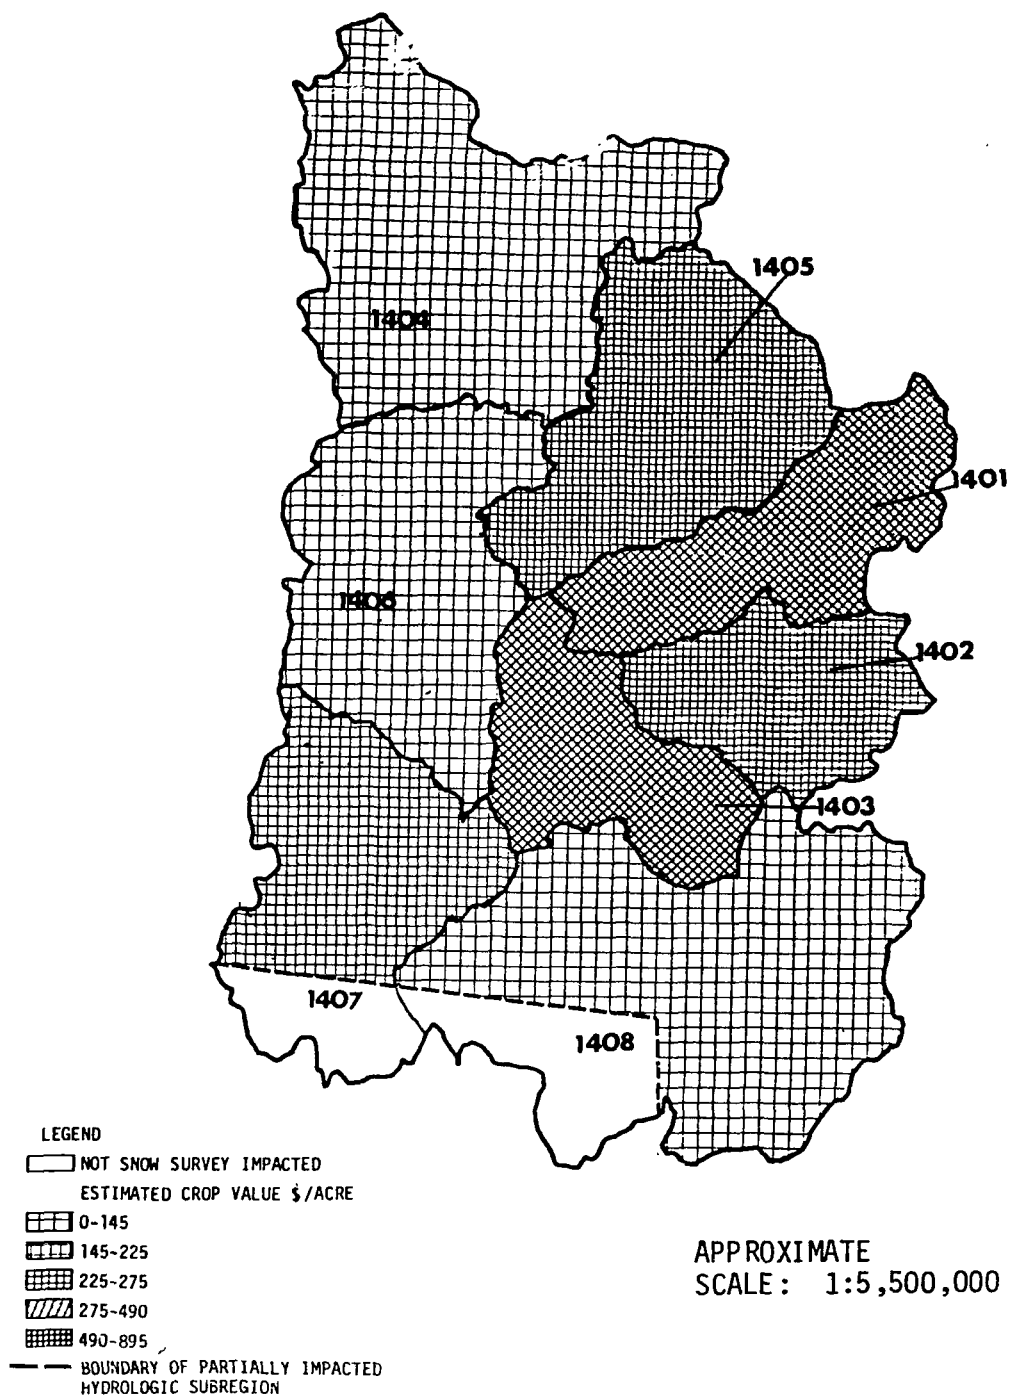 1405
1404
1401
1406
1402
1403
1407
1408
LEGEND
NOT SNOW SURVEY IMPACTED
ESTIMATED CROP VALUE $/ACRE
0-145
145-225
225-275
275-490
490-895
BOUNDARY OF PARTIALLY IMPACTED
HYDROLOGIC SUBREGION
APPROXIMATE
SCALE: 1:5,500,000